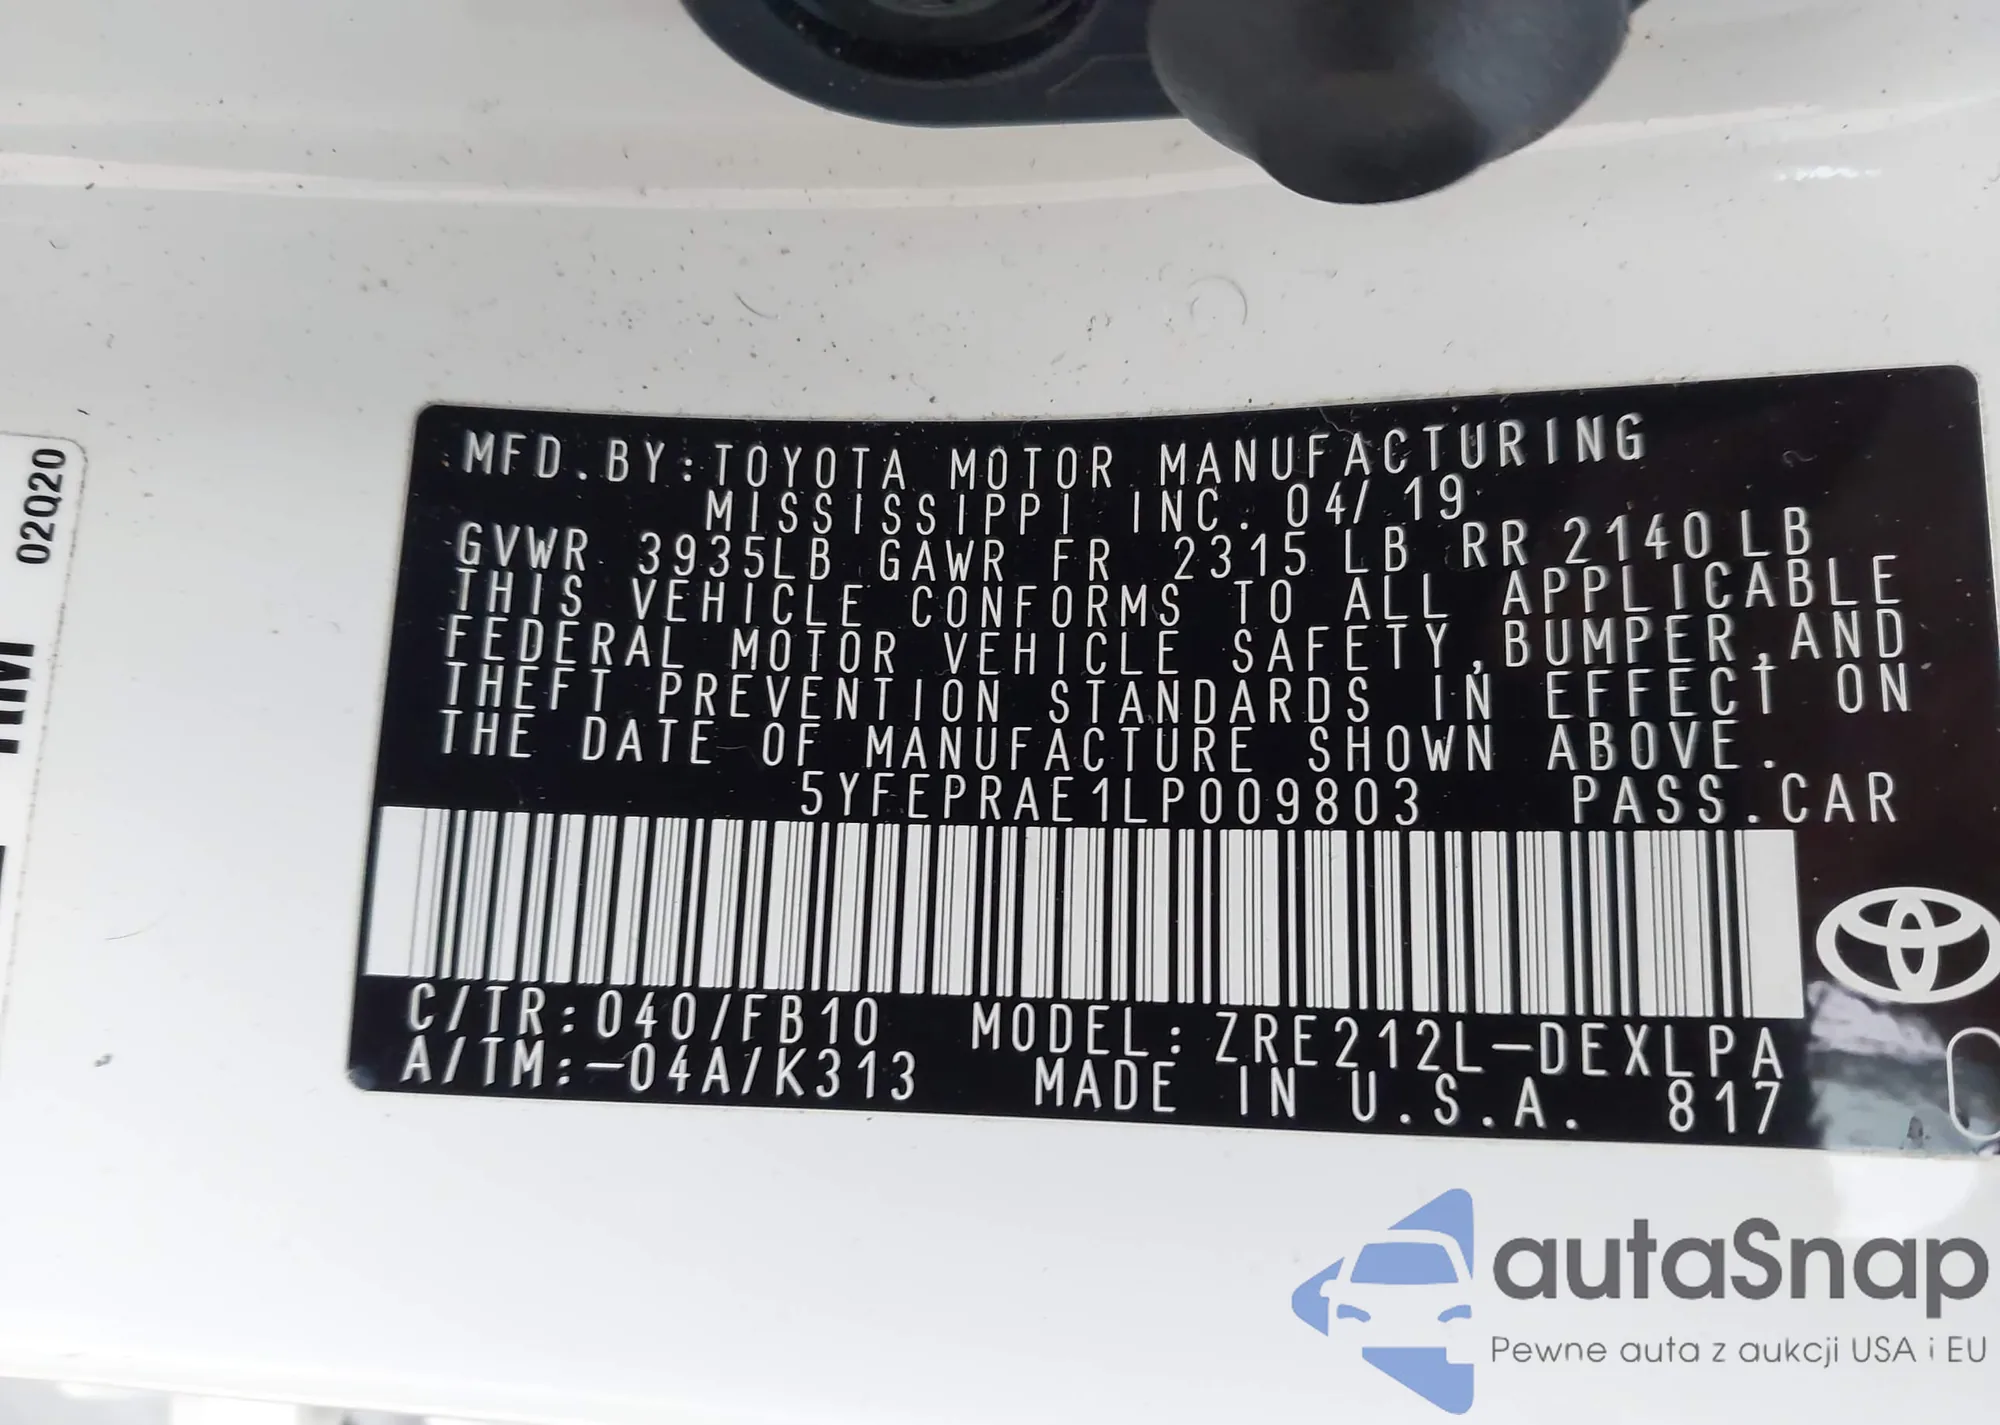 MFD.BY:TOYOTA MOTOR MANUFACTURING
MISSISSIPPI INC. 04/19
GVWR 3935LB GAWR FR 2315 LB RR 2140LB
THIS VEHICLE CONFORMS TO ALL APPLICABLE
FEDERAL MOTOR VEHICLE SAFETY,BUMPER,AND
THEFT PREVENTION STANDARDS IN EFFECT ON
THE DATE OF MANUFACTURE SHOWN ABOVE.
5YFEPRAE1LP009803 PASS.CAR
C/TR:040/FB10 MODEL:ZRE212L-DEXLPA
A/TM:-04A/K313 MADE IN U.S.A. 817
02Q20
autaSnap
Pewne auta z aukcji USA i EU